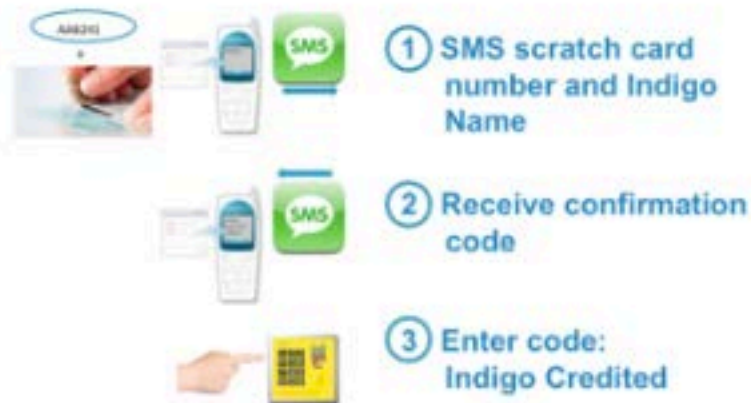 SMS
1 SMS scratch card
number and Indigo
Name
SMS
2 Receive confirmation
code
3 Enter code:
Indigo Credited